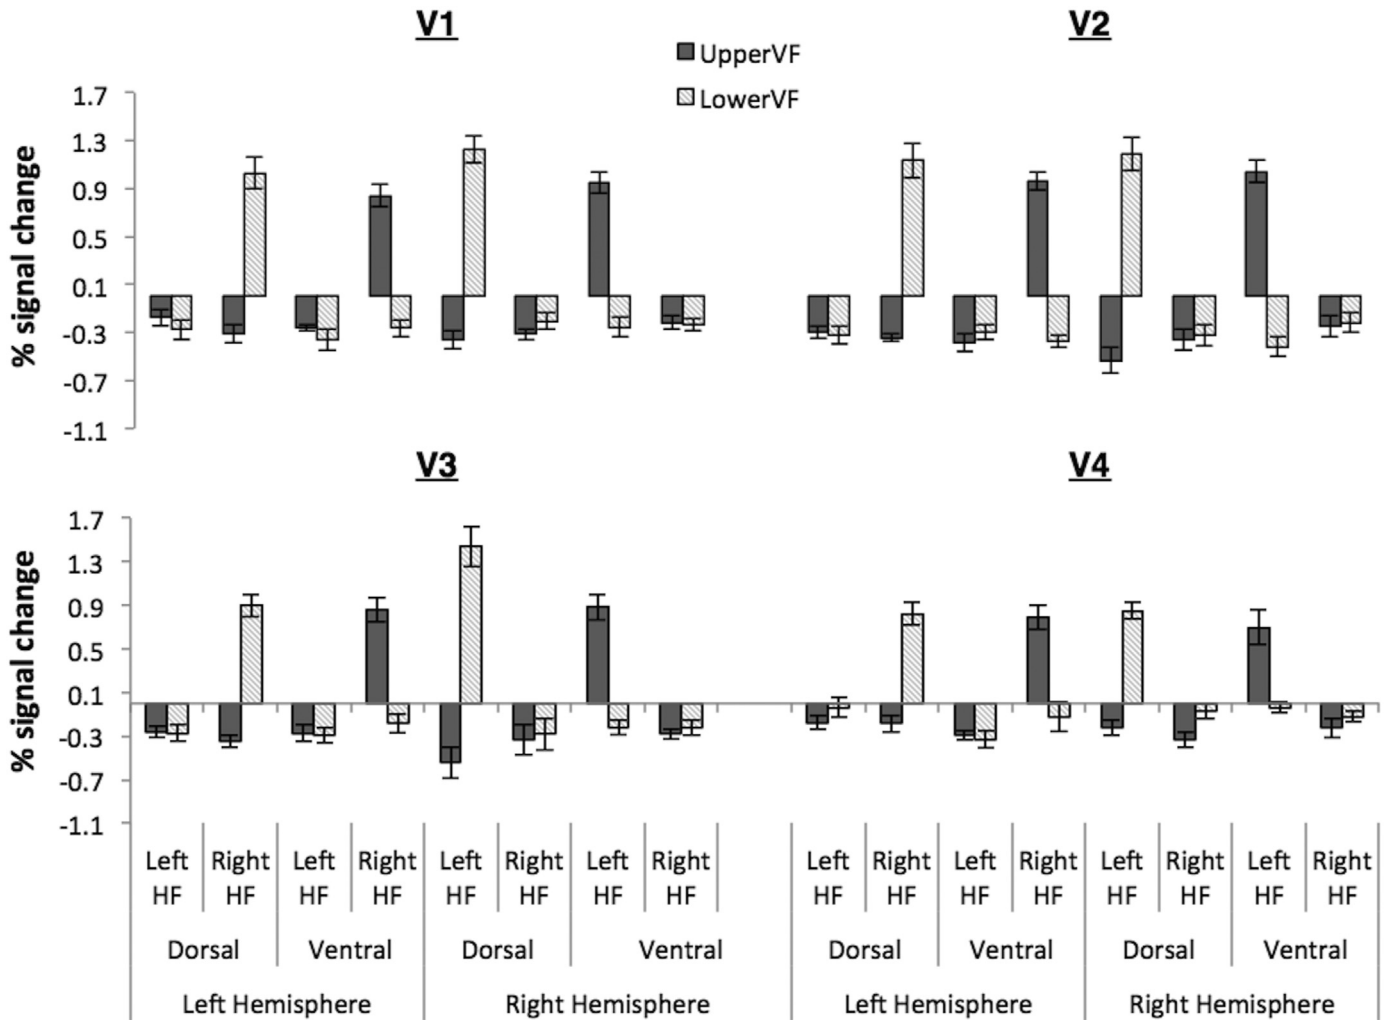 V1
V2
UpperVF
LowerVF
% signal change
1.7
1.3
0.9
0.5
0.1
-0.3
-0.7
-1.1
V3
V4
% signal change
1.7
1.3
0.9
0.5
0.1
-0.3
-0.7
-1.1
Left Right Left Right Left Right Left Right Left Right Left Right Left Right Left Right
HF HF HF HF HF HF HF HF HF HF HF HF HF HF HF HF
Dorsal Ventral Dorsal Ventral Dorsal Ventral Dorsal Ventral
Left Hemisphere Right Hemisphere Left Hemisphere Right Hemisphere